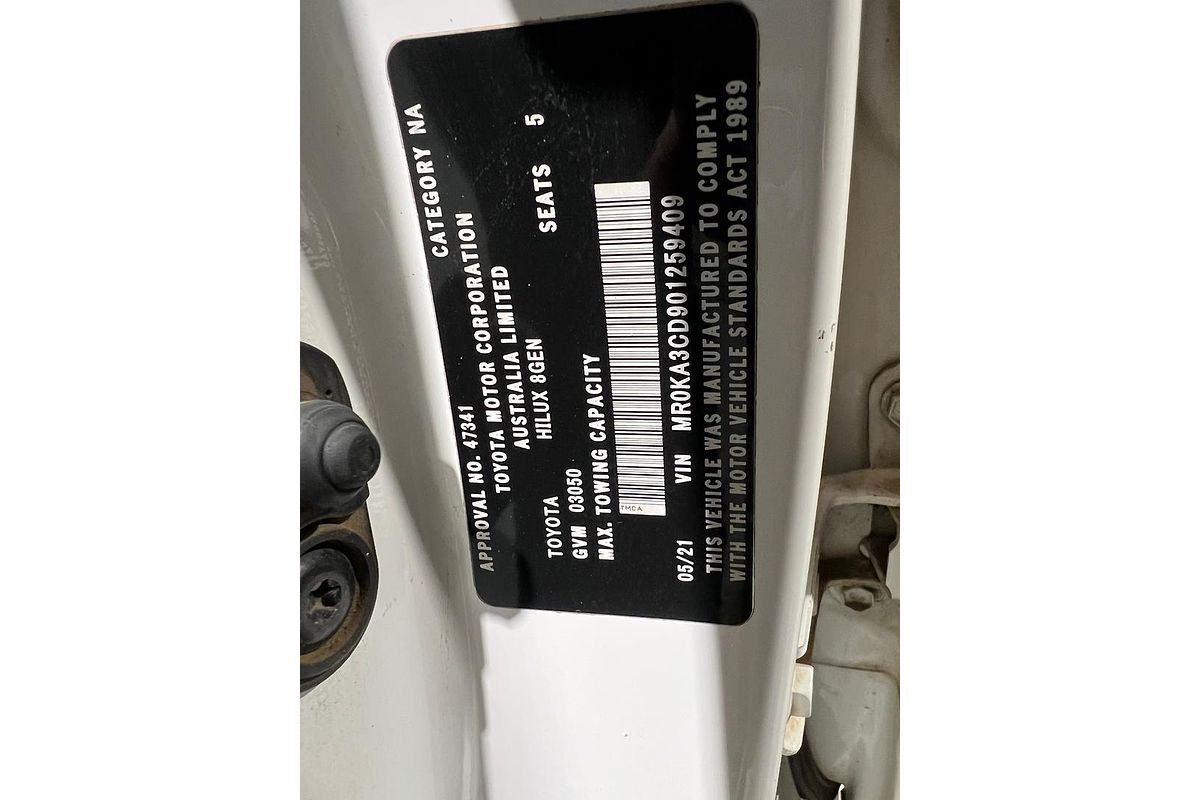 APPROVAL NO. 47341 CATEGORY NA
TOYOTA MOTOR CORPORATION
AUSTRALIA LIMITED
TOYOTA HILUX 8GEN
GVM 03050 SEATS 5
MAX. TOWING CAPACITY
TMCA
05/21 VIN MR0KA3CD901259409
THIS VEHICLE WAS MANUFACTURED TO COMPLY
WITH THE MOTOR VEHICLE STANDARDS ACT 1989